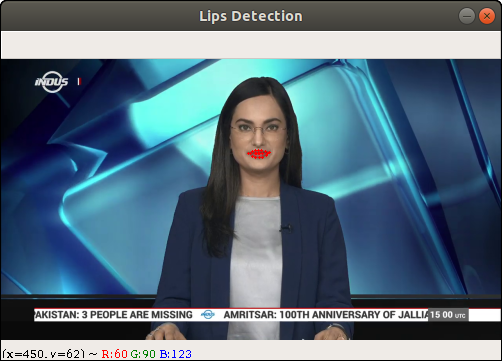 Lips Detection
iNDUS
PAKISTAN: 3 PEOPLE ARE MISSING iNDUS AMRITSAR: 100TH ANNIVERSARY OF JALLIA 15 00 UTC
(x=450, y=62) ~ R:60 G:90 B:123